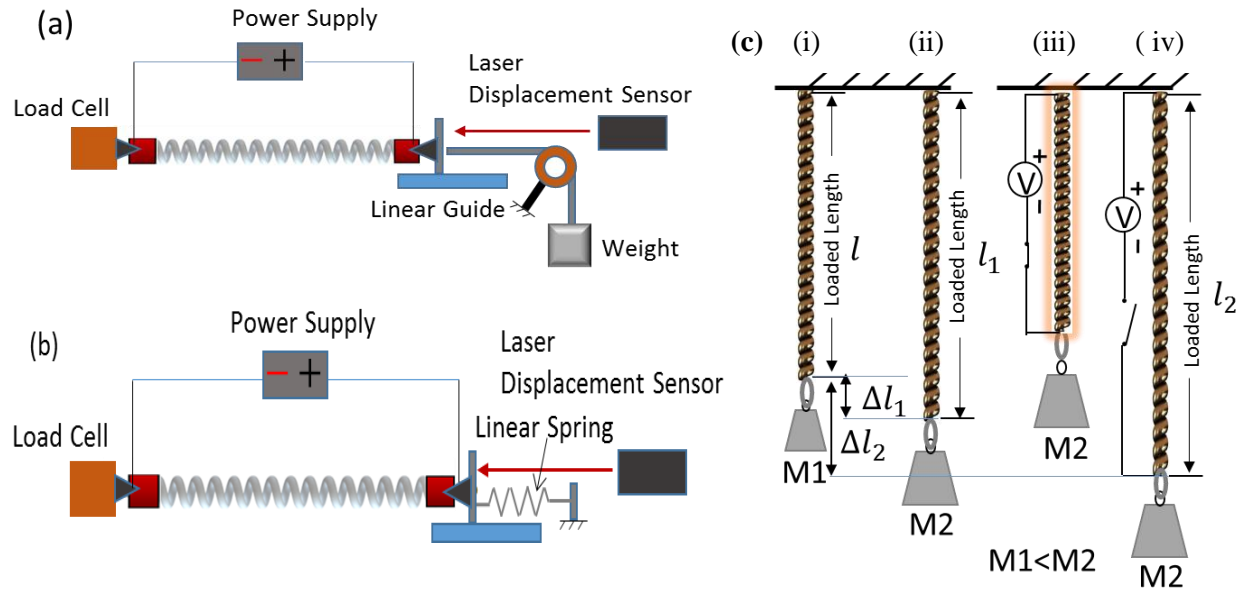 (a)
Power Supply
− +
Load Cell
Laser
Displacement Sensor
Linear Guide
Weight
(b)
Power Supply
− +
Load Cell
Laser
Displacement Sensor
Linear Spring
(c) (i) (ii) (iii) ( iv)
Loaded Length
l
M1
Δl₁
Δl₂
Loaded Length
l₁
M2
V
+
−
M2
V
+
−
Loaded Length
l₂
M2
M1<M2